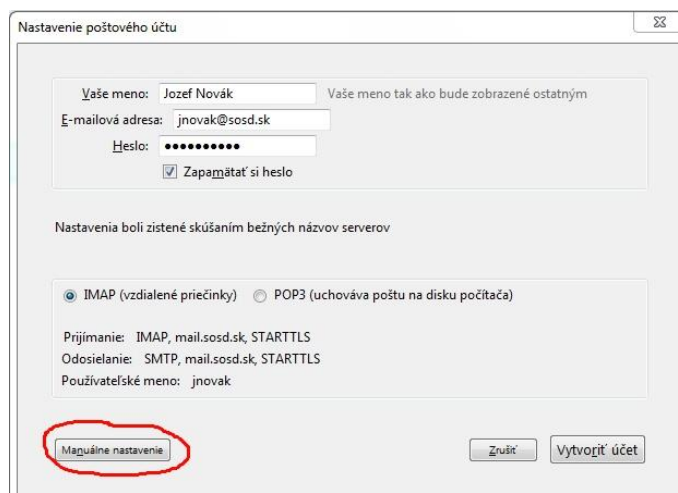 Nastavenie poštového účtu
Vaše meno: Jozef Novák Vaše meno tak ako bude zobrazené ostatným
E-mailová adresa: jnovak@sosd.sk
Heslo: ●●●●●●●●●●
Zapamätať si heslo
Nastavenia boli zistené skúšaním bežných názvov serverov
IMAP (vzdialené priečinky) POP3 (uchováva poštu na disku počítača)
Prijímanie: IMAP, mail.sosd.sk, STARTTLS
Odosielanie: SMTP, mail.sosd.sk, STARTTLS
Používateľské meno: jnovak
Manuálne nastavenie Zrušiť Vytvoriť účet